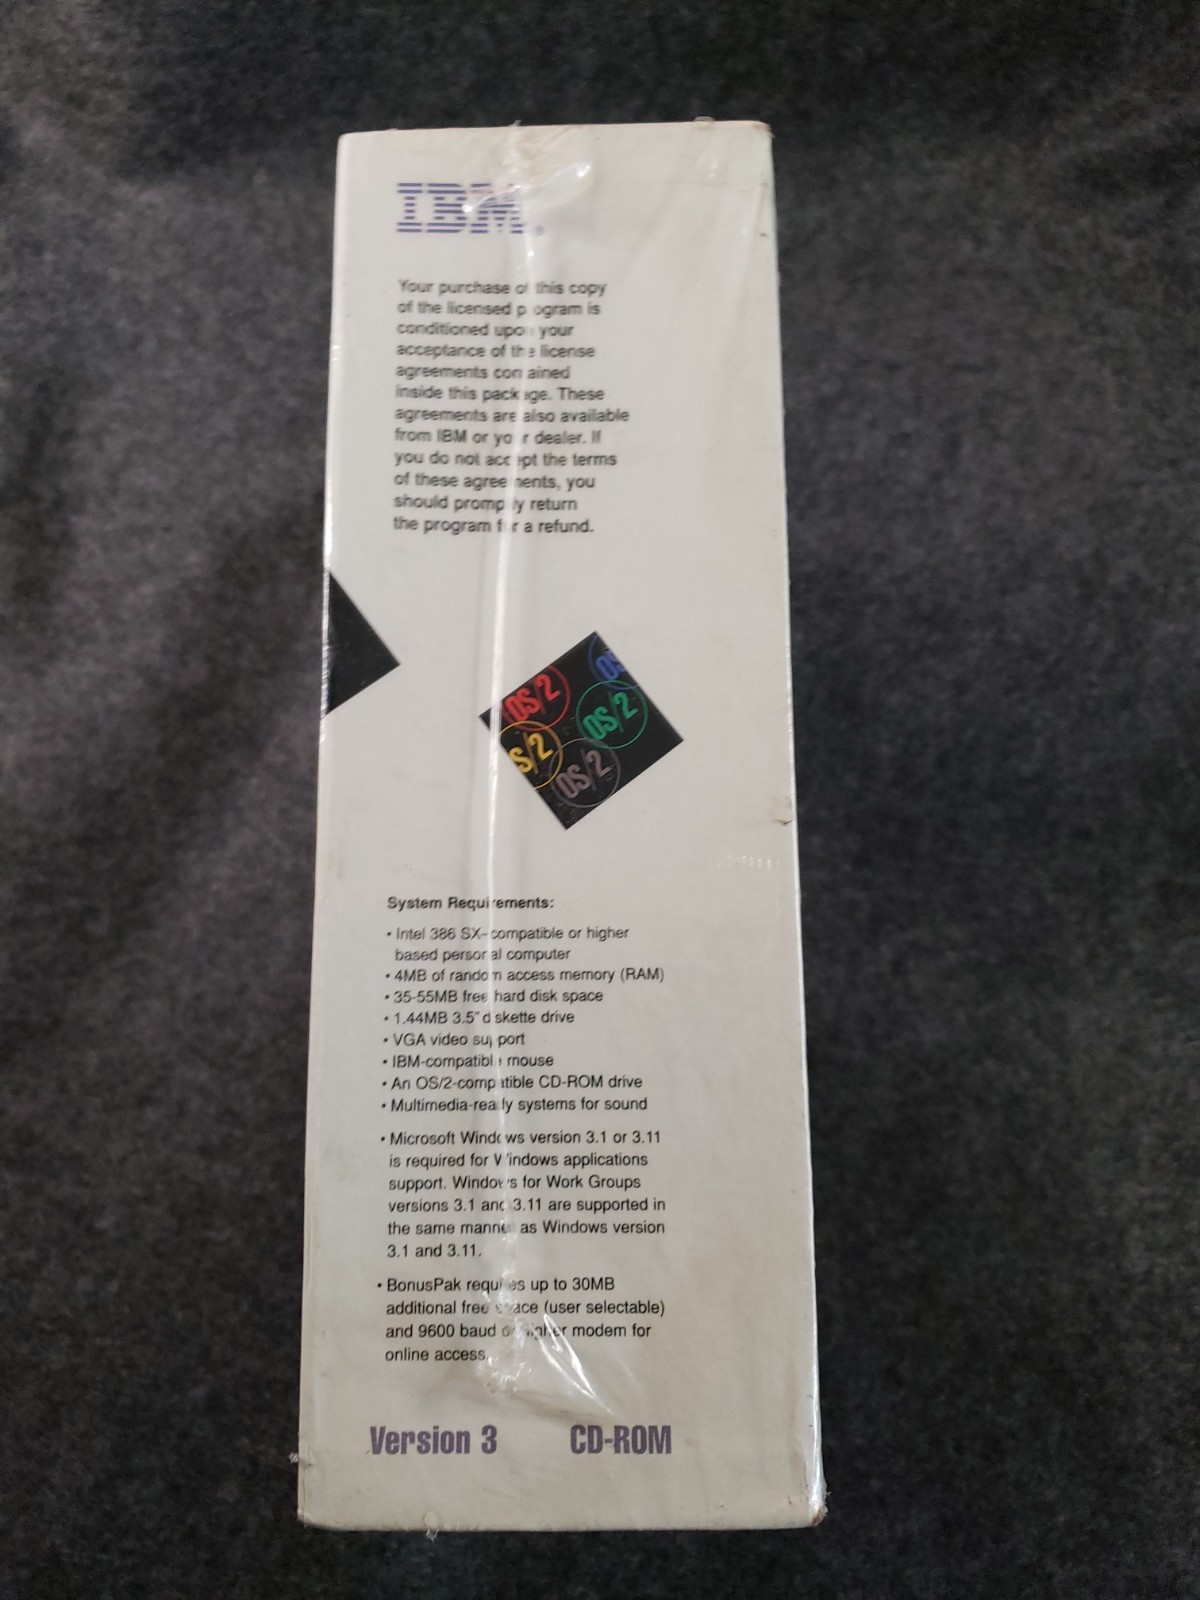 IBM
Your purchase of this copy
of the licensed program is
conditioned upon your
acceptance of the license
agreements contained
inside this package. These
agreements are also available
from IBM or your dealer. If
you do not accept the terms
of these agreements, you
should promptly return
the program for a refund.
OS/2
OS
OS/2
S/2
OS/2
System Requirements:
• Intel 386 SX-compatible or higher
based personal computer
• 4MB of random access memory (RAM)
• 35-55MB free hard disk space
• 1.44MB 3.5" diskette drive
• VGA video support
• IBM-compatible mouse
• An OS/2-compatible CD-ROM drive
• Multimedia-ready systems for sound
• Microsoft Windows version 3.1 or 3.11
is required for Windows applications
support. Windows for Work Groups
versions 3.1 and 3.11 are supported in
the same manner as Windows version
3.1 and 3.11.
• BonusPak requires up to 30MB
additional free space (user selectable)
and 9600 baud or higher modem for
online access.
Version 3 CD-ROM